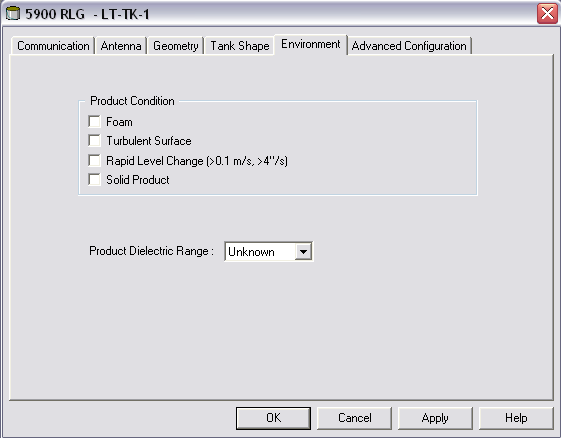 5900 RLG - LT-TK-1
Communication Antenna Geometry Tank Shape Environment Advanced Configuration
Product Condition
Foam
Turbulent Surface
Rapid Level Change (>0.1 m/s, >4"/s)
Solid Product
Product Dielectric Range : Unknown
OK Cancel Apply Help